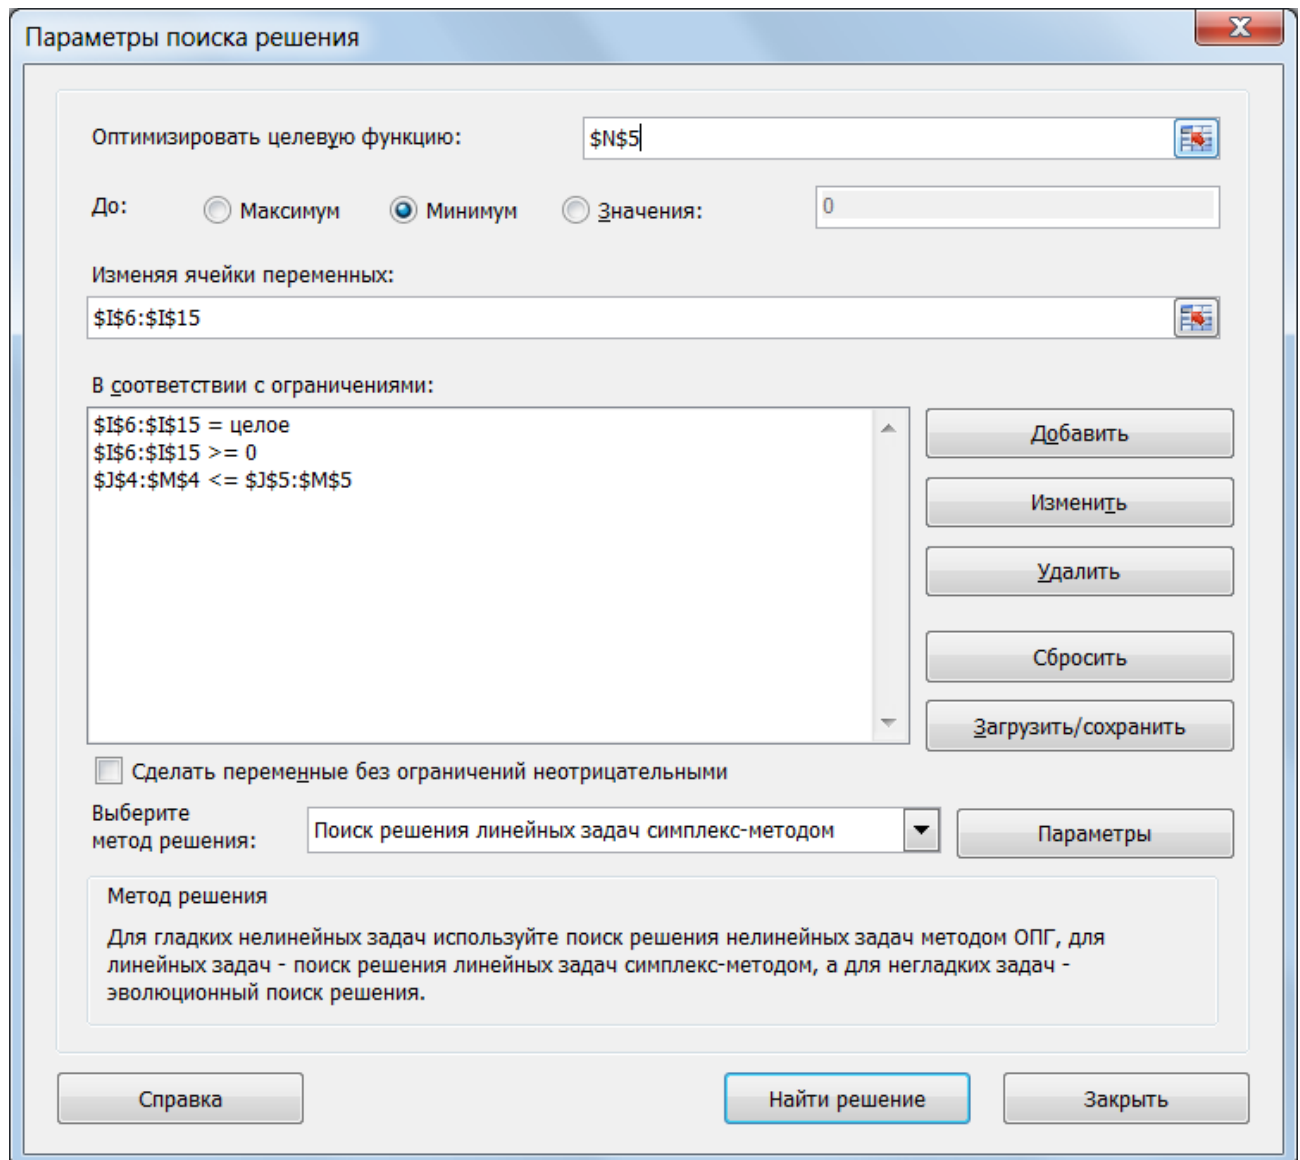 Параметры поиска решения
Оптимизировать целевую функцию:
$N$5
До:
Максимум
Минимум
Значения:
0
Изменяя ячейки переменных:
$I$6:$I$15
В соответствии с ограничениями:
$I$6:$I$15 = целое
$I$6:$I$15 >= 0
$J$4:$M$4 <= $J$5:$M$5
Добавить
Изменить
Удалить
Сбросить
Загрузить/сохранить
Сделать переменные без ограничений неотрицательными
Выберите
метод решения:
Поиск решения линейных задач симплекс-методом
Параметры
Метод решения
Для гладких нелинейных задач используйте поиск решения нелинейных задач методом ОПГ, для
линейных задач - поиск решения линейных задач симплекс-методом, а для негладких задач -
эволюционный поиск решения.
Справка
Найти решение
Закрыть